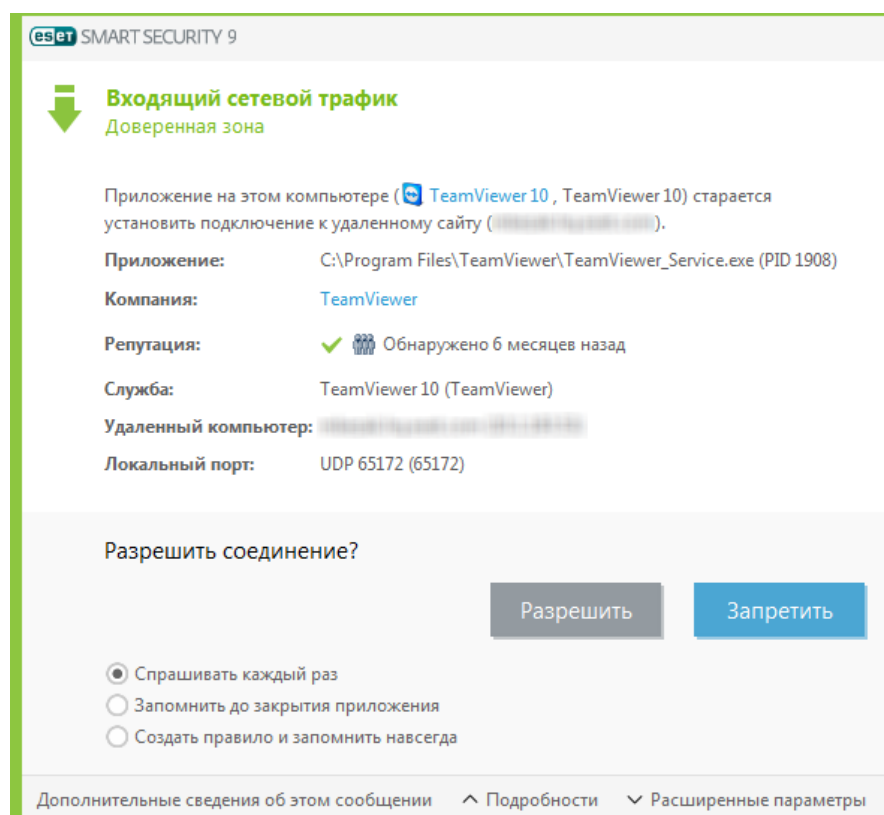 eset SMART SECURITY 9
Входящий сетевой трафик
Доверенная зона
Приложение на этом компьютере ( TeamViewer 10 , TeamViewer 10) старается
установить подключение к удаленному сайту ( ).
Приложение: C:\Program Files\TeamViewer\TeamViewer_Service.exe (PID 1908)
Компания: TeamViewer
Репутация: Обнаружено 6 месяцев назад
Служба: TeamViewer 10 (TeamViewer)
Удаленный компьютер:
Локальный порт: UDP 65172 (65172)
Разрешить соединение?
Разрешить Запретить
Спрашивать каждый раз
Запомнить до закрытия приложения
Создать правило и запомнить навсегда
Дополнительные сведения об этом сообщении Подробности Расширенные параметры